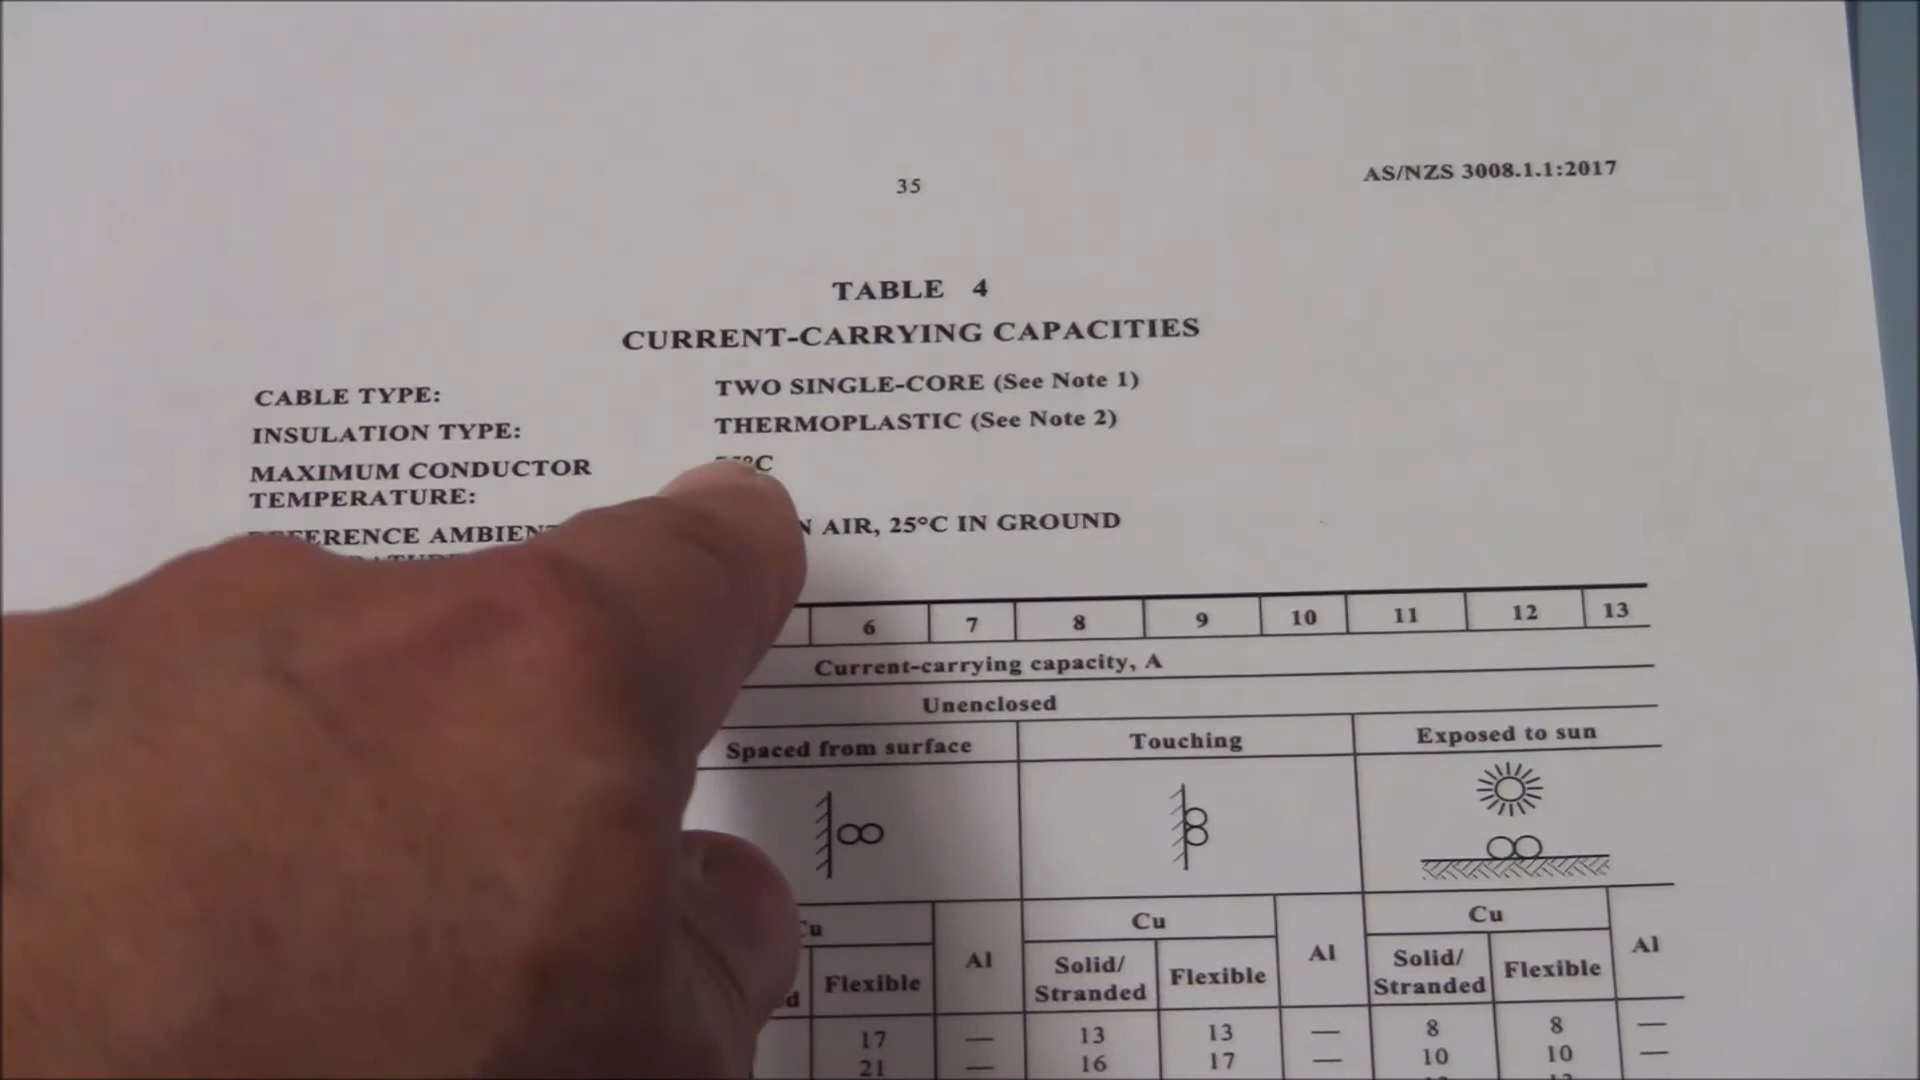 35
AS/NZS 3008.1.1:2017
TABLE 4
CURRENT-CARRYING CAPACITIES
CABLE TYPE: TWO SINGLE-CORE (See Note 1)
INSULATION TYPE: THERMOPLASTIC (See Note 2)
MAXIMUM CONDUCTOR
TEMPERATURE:
AMBIENT AIR, 25°C IN GROUND
6 7 8 9 10 11 12 13
Current-carrying capacity, A
Unenclosed
Spaced from surface Touching Exposed to sun
Cu Cu
Al Al Al
Solid/ Solid/
Flexible Stranded Flexible Stranded Flexible
17 — 13 13 — 8 8 —
21 — 16 17 — 10 10 —